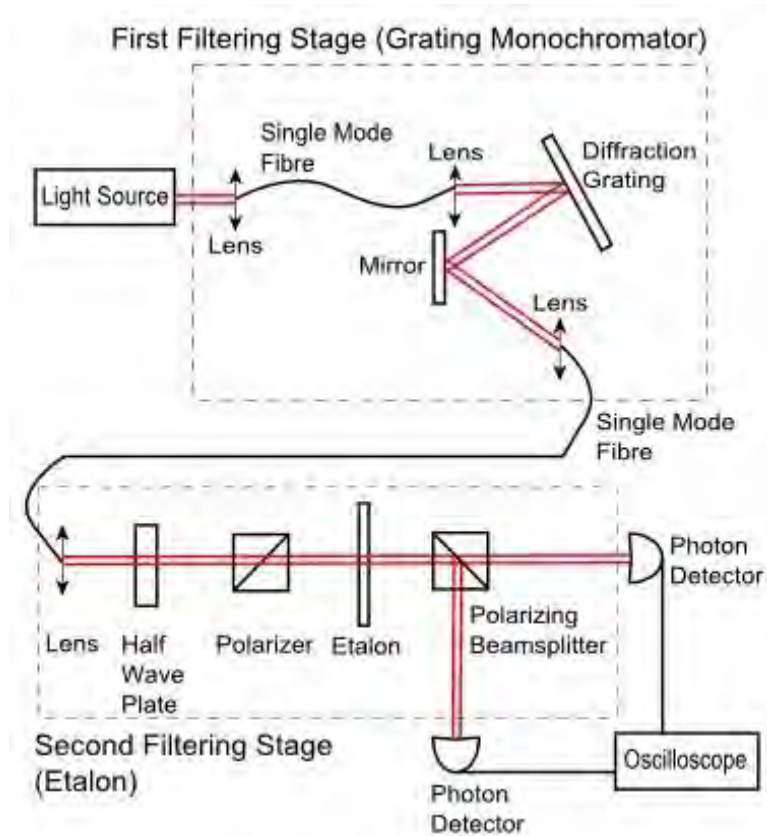 First Filtering Stage (Grating Monochromator)
Single Mode
Fibre
Lens
Diffraction
Grating
Light Source
Lens
Mirror
Lens
Single Mode
Fibre
Photon
Detector
Polarizing
Beamsplitter
Lens
Half
Wave
Plate
Polarizer
Etalon
Second Filtering Stage
(Etalon)
Oscilloscope
Photon
Detector